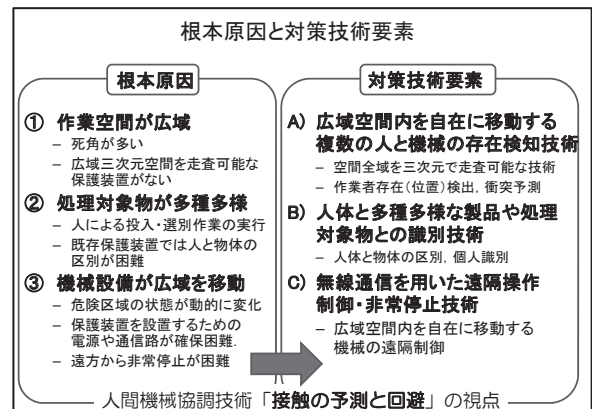 根本原因と対策技術要素
根本原因
① 作業空間が広域
– 死角が多い
– 広域三次元空間を走査可能な
保護装置がない
② 処理対象物が多種多様
– 人による投入・選別作業の実行
– 既存保護装置では人と物体の
区別が困難
③ 機械設備が広域を移動
– 危険区域の状態が動的に変化
– 保護装置を設置するための
電源や通信路が確保困難.
– 遠方から非常停止が困難
対策技術要素
A) 広域空間内を自在に移動する
複数の人と機械の存在検知技術
– 空間全域を三次元で走査可能な技術
– 作業者存在(位置)検出，衝突予測
B) 人体と多種多様な製品や処理
対象物との識別技術
– 人体と物体の区別，個人識別
C) 無線通信を用いた遠隔操作
制御・非常停止技術
– 広域空間内を自在に移動する
機械の遠隔制御
人間機械協調技術「接触の予測と回避」の視点